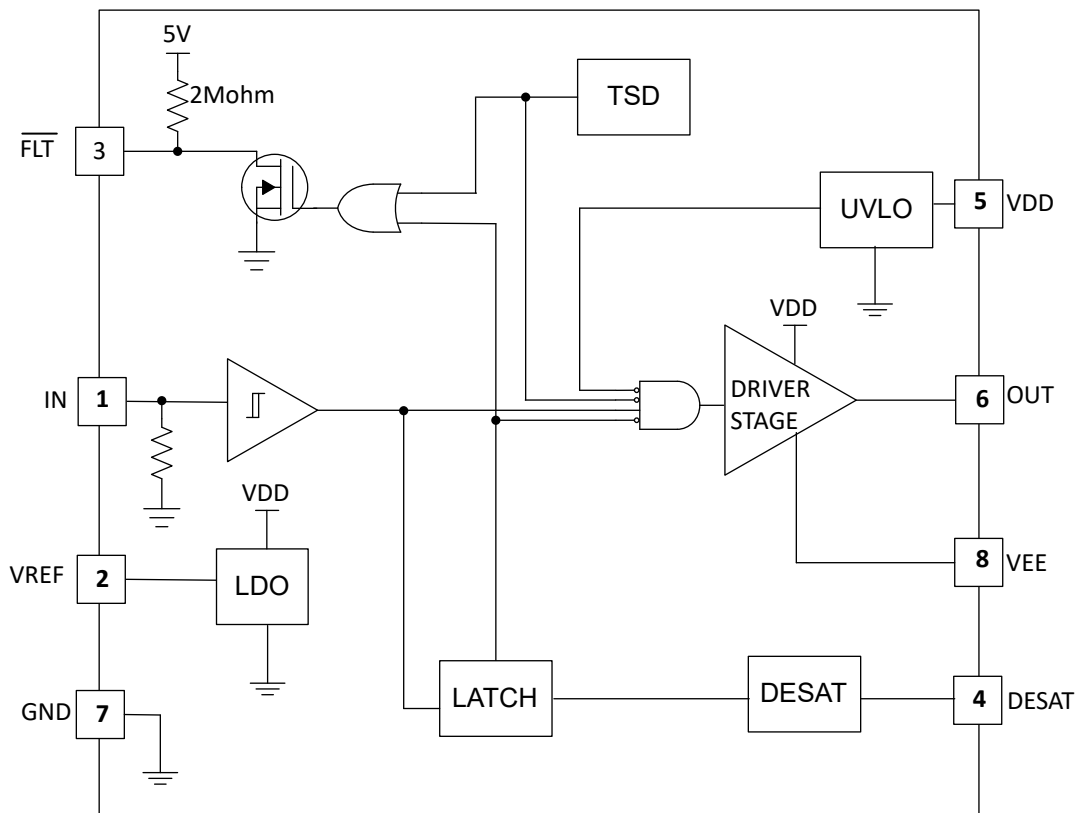 5V
2Mohm
TSD
FLT
3
UVLO
5
VDD
VDD
IN
1
DRIVER
STAGE
6
OUT
VDD
VREF
2
LDO
8
VEE
GND
7
LATCH
DESAT
4
DESAT